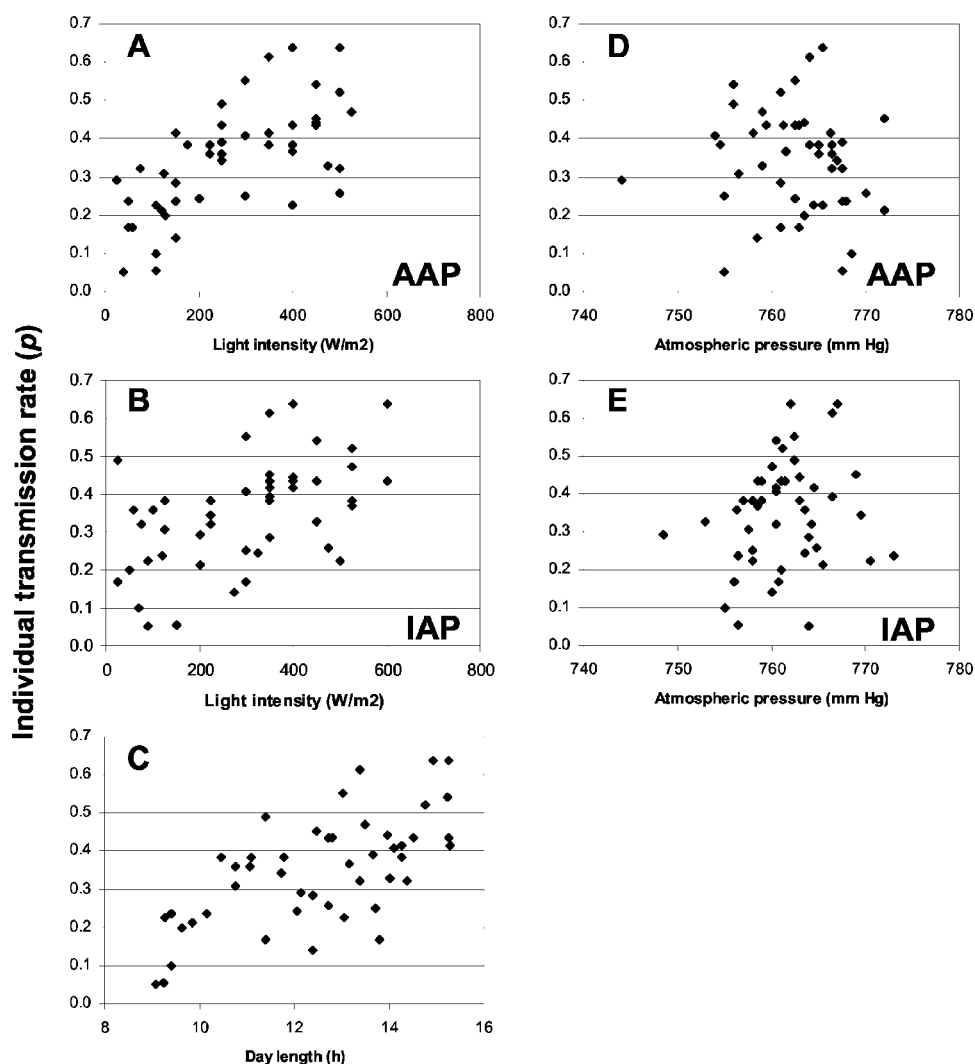 Individual transmission rate (p)
A
0.7
0.6
0.5
0.4
0.3
0.2
0.1
0.0
AAP
0 200 400 600 800
Light intensity (W/m2)
D
0.7
0.6
0.5
0.4
0.3
0.2
0.1
0.0
AAP
740 750 760 770 780
Atmospheric pressure (mm Hg)
B
0.7
0.6
0.5
0.4
0.3
0.2
0.1
0.0
IAP
0 200 400 600 800
Light intensity (W/m2)
E
0.7
0.6
0.5
0.4
0.3
0.2
0.1
0.0
IAP
740 750 760 770 780
Atmospheric pressure (mm Hg)
C
0.7
0.6
0.5
0.4
0.3
0.2
0.1
0.0
8 10 12 14 16
Day length (h)